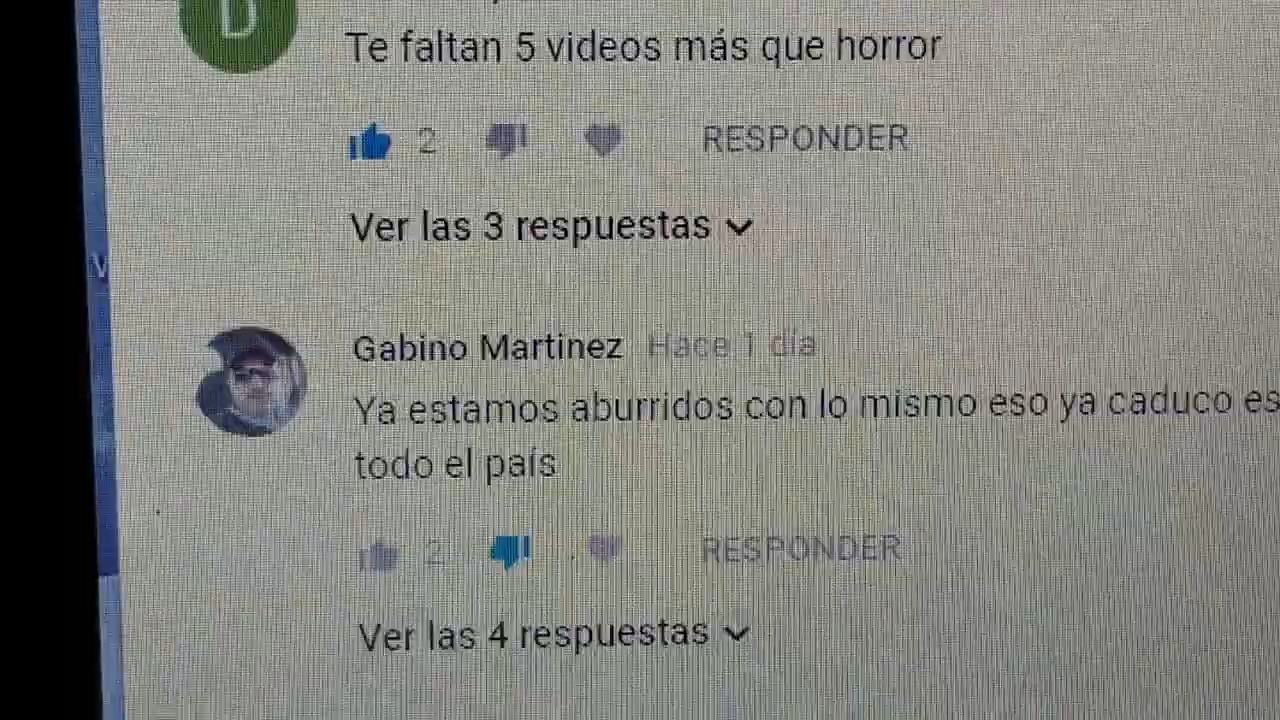 D
Te faltan 5 videos más que horror
2 RESPONDER
Ver las 3 respuestas
V
Gabino Martinez Hace 1 día
Ya estamos aburridos con lo mismo eso ya caduco es
todo el país
2 RESPONDER
Ver las 4 respuestas